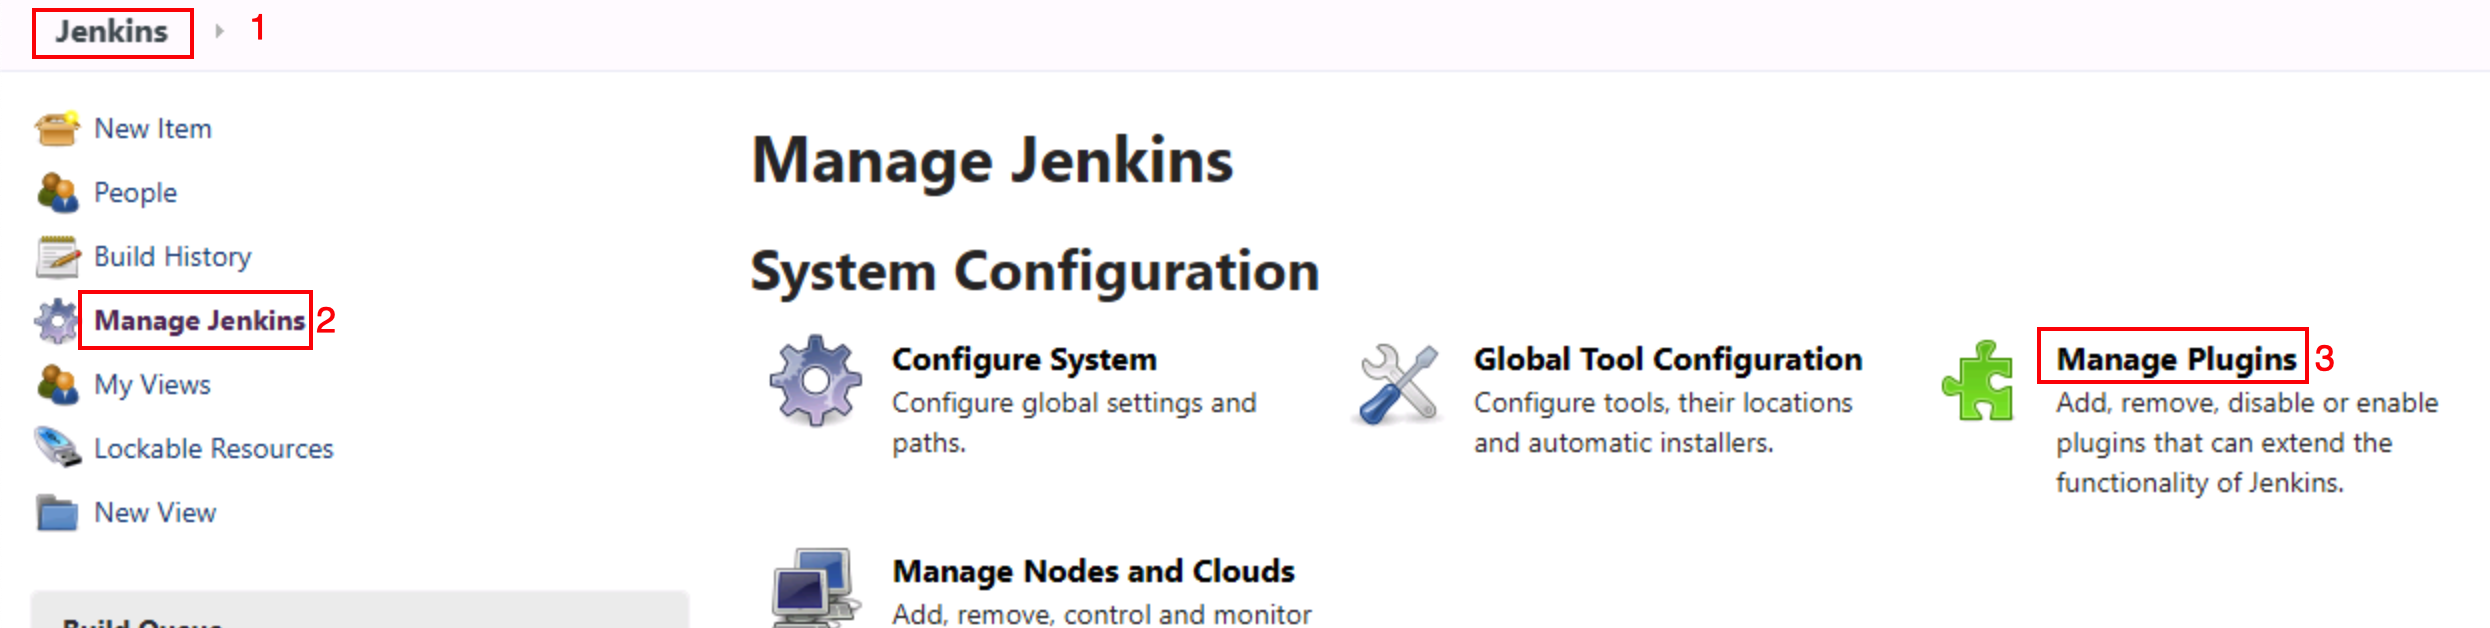 Jenkins 1
New Item
People
Build History
Manage Jenkins 2
My Views
Lockable Resources
New View
Build Queue
Manage Jenkins
System Configuration
Configure System
Configure global settings and
paths.
Global Tool Configuration
Configure tools, their locations
and automatic installers.
Manage Plugins 3
Add, remove, disable or enable
plugins that can extend the
functionality of Jenkins.
Manage Nodes and Clouds
Add, remove, control and monitor